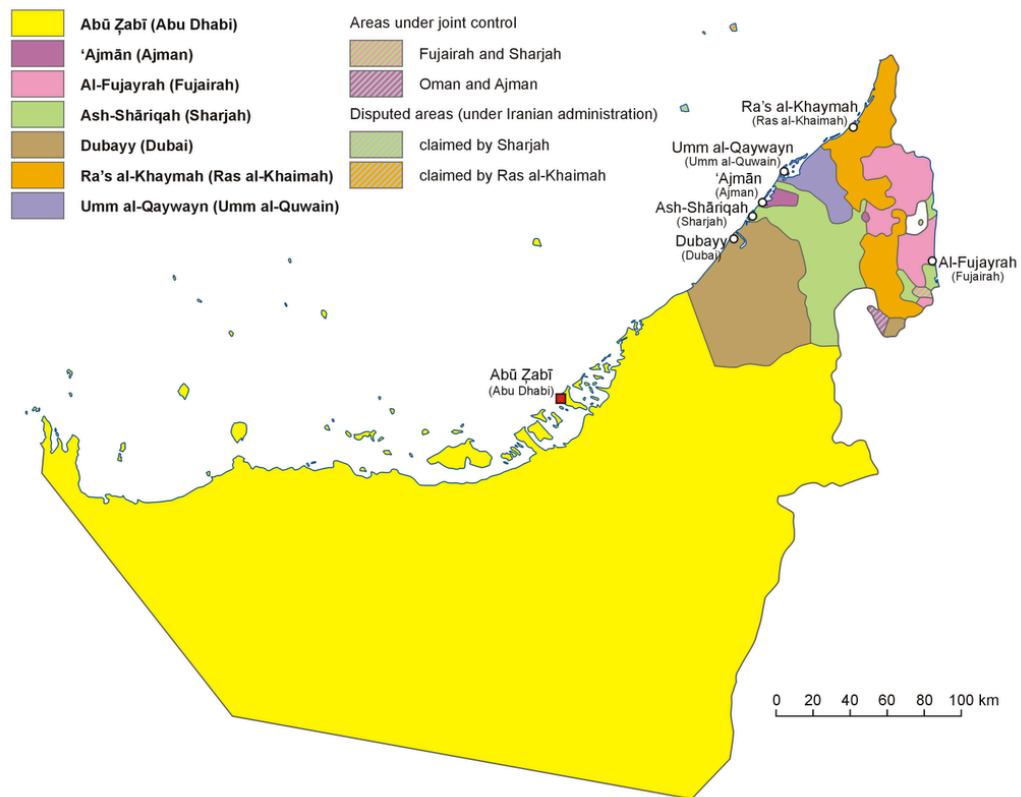 Abū Ẓabī (Abu Dhabi)
‘Ajmān (Ajman)
Al-Fujayrah (Fujairah)
Ash-Shāriqah (Sharjah)
Dubayy (Dubai)
Ra’s al-Khaymah (Ras al-Khaimah)
Umm al-Qaywayn (Umm al-Quwain)
Areas under joint control
Fujairah and Sharjah
Oman and Ajman
Disputed areas (under Iranian administration)
claimed by Sharjah
claimed by Ras al-Khaimah
Ra’s al-Khaymah
(Ras al-Khaimah)
Umm al-Qaywayn
(Umm al-Quwain)
‘Ajmān
(Ajman)
Ash-Shāriqah
(Sharjah)
Dubayy
(Dubai)
Al-Fujayrah
(Fujairah)
Abū Ẓabī
(Abu Dhabi)
0 20 40 60 80 100 km